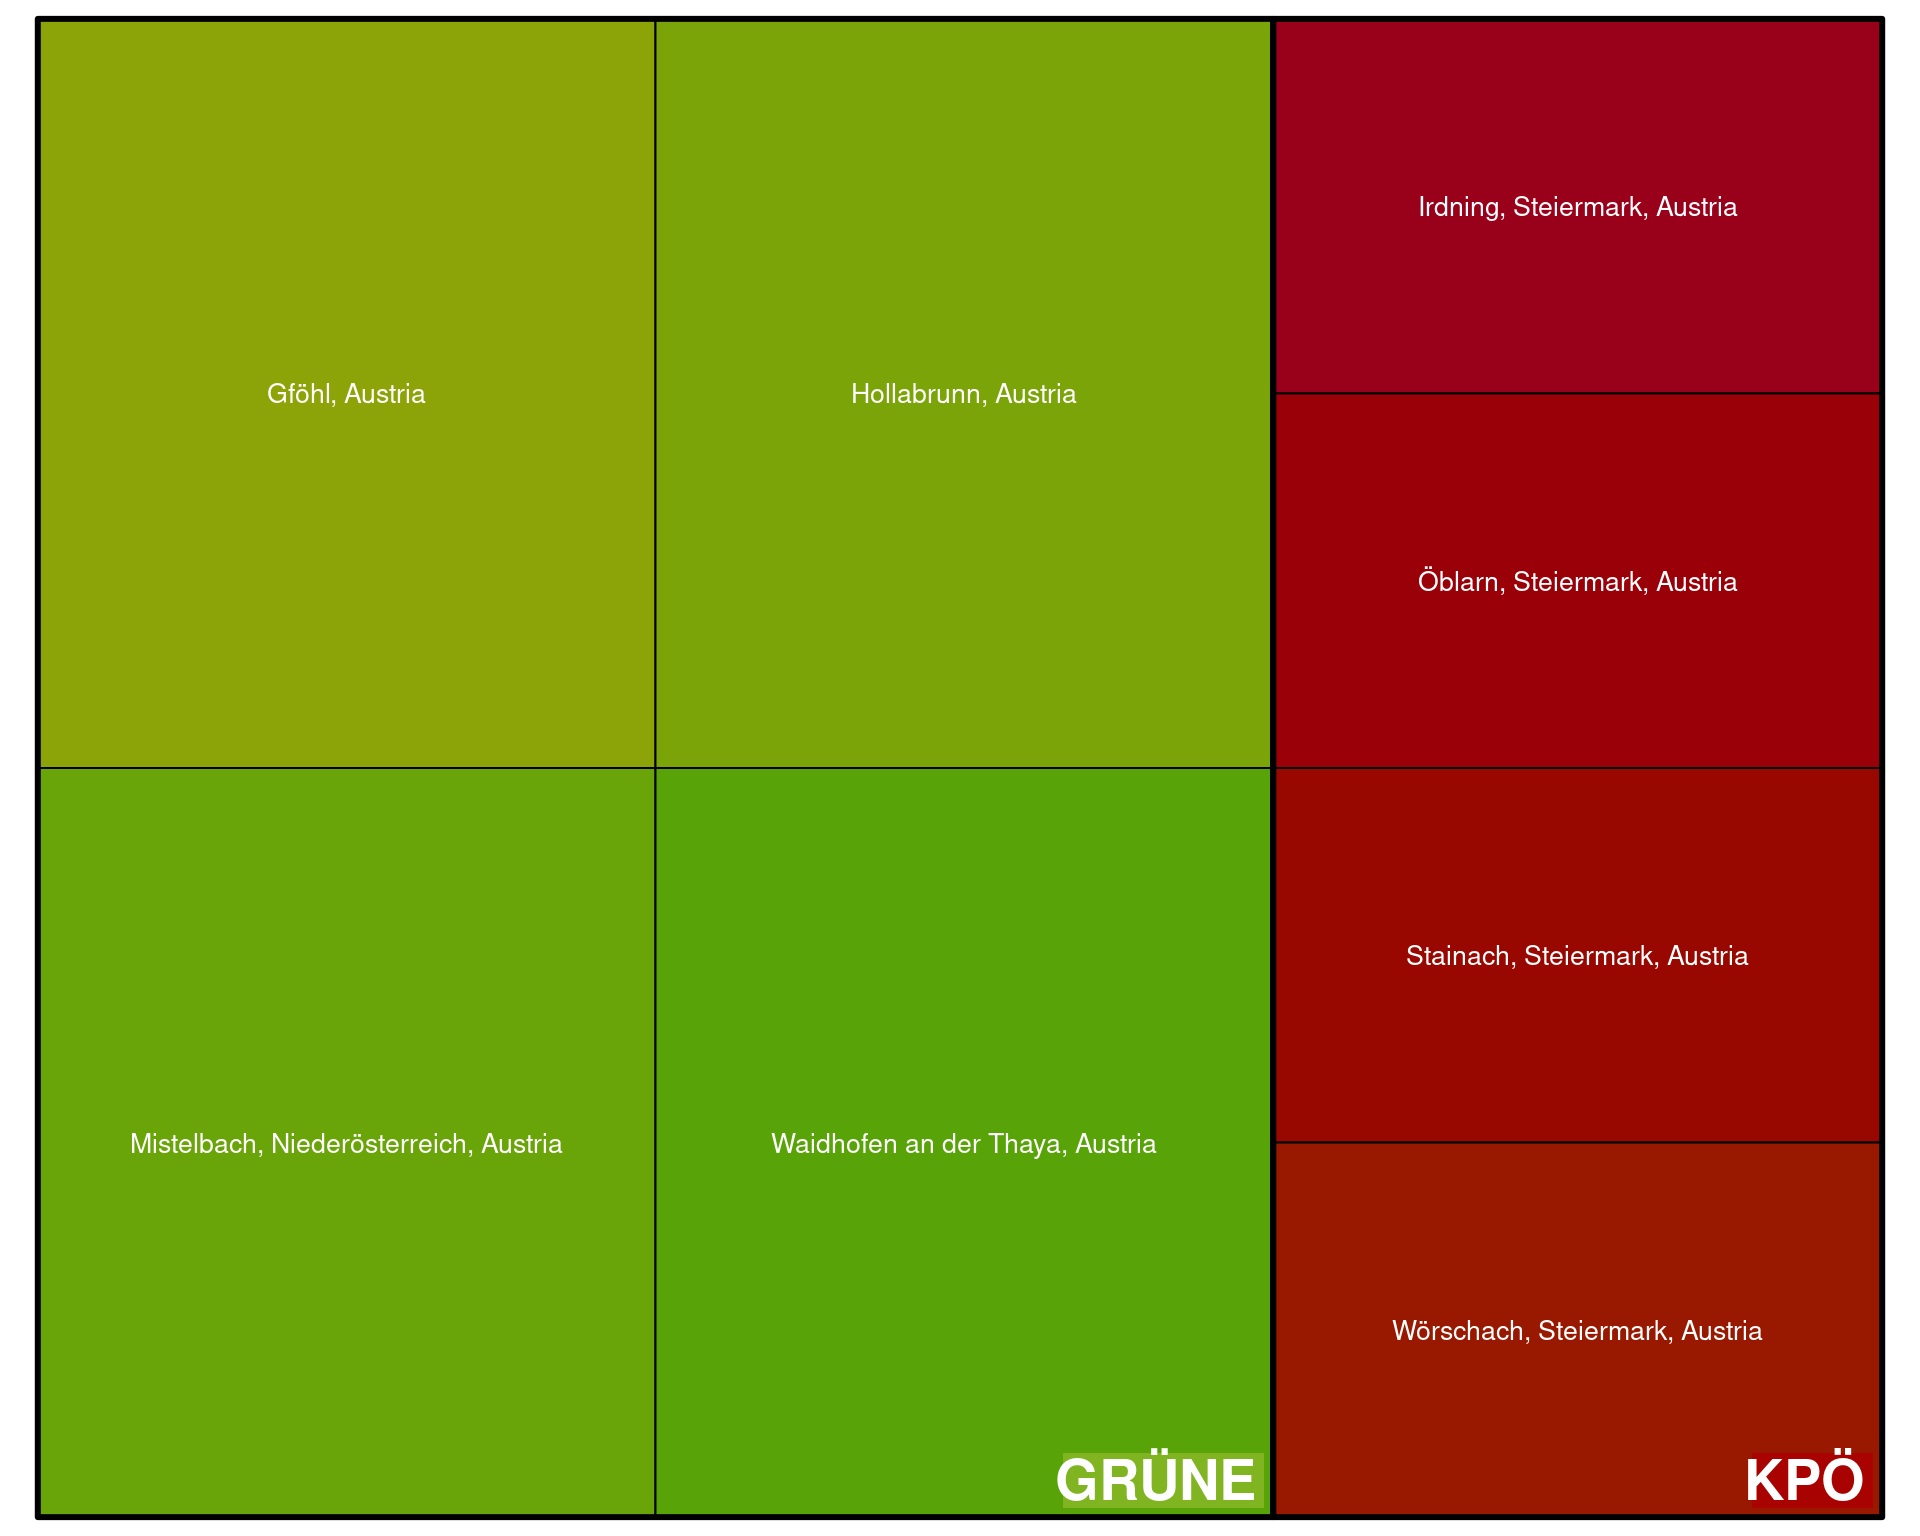 Gföhl, Austria
Hollabrunn, Austria
Mistelbach, Niederösterreich, Austria
Waidhofen an der Thaya, Austria
GRÜNE
Irdning, Steiermark, Austria
Öblarn, Steiermark, Austria
Stainach, Steiermark, Austria
Wörschach, Steiermark, Austria
KPÖ